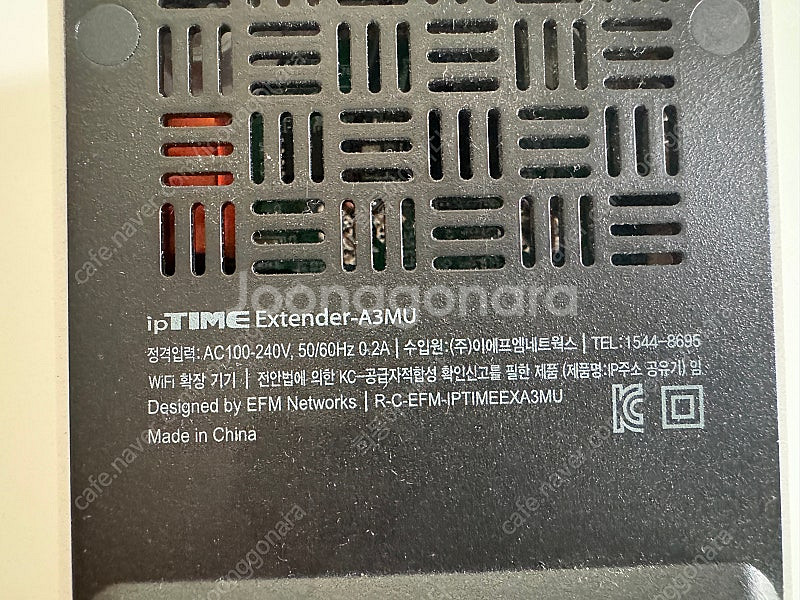 Joonggonara
ipTIME Extender-A3MU
정격입력: AC100-240V, 50/60Hz 0.2A | 수입원:(주)이에프엠네트웍스 | TEL:1544-8695
WiFi 확장 기기 | 전안법에 의한 KC-공급자적합성 확인신고를 필한 제품 (제품명:IP주소 공유기) 임
Designed by EFM Networks | R-C-EFM-IPTIMEEXA3MU
Made in China
cafe.naver
joonggonara
cafe.naver